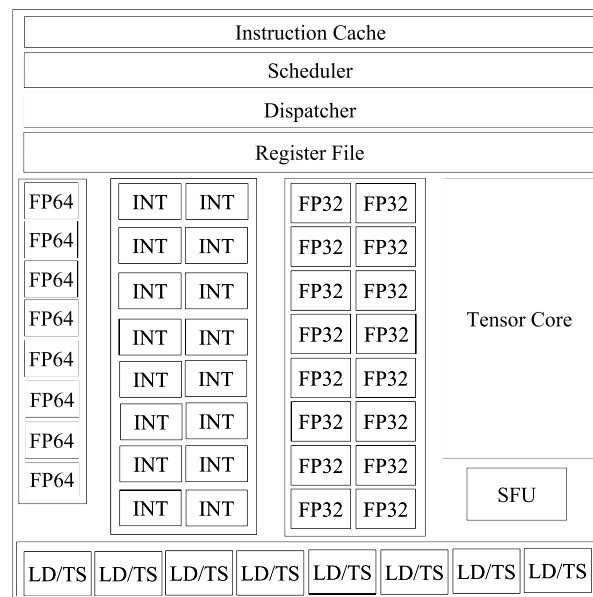 Instruction Cache
Scheduler
Dispatcher
Register File
FP64
FP64
FP64
FP64
FP64
FP64
FP64
FP64
INT INT
INT INT
INT INT
INT INT
INT INT
INT INT
INT INT
INT INT
FP32 FP32
FP32 FP32
FP32 FP32
FP32 FP32
FP32 FP32
FP32 FP32
FP32 FP32
FP32 FP32
Tensor Core
SFU
LD/TS LD/TS LD/TS LD/TS LD/TS LD/TS LD/TS LD/TS